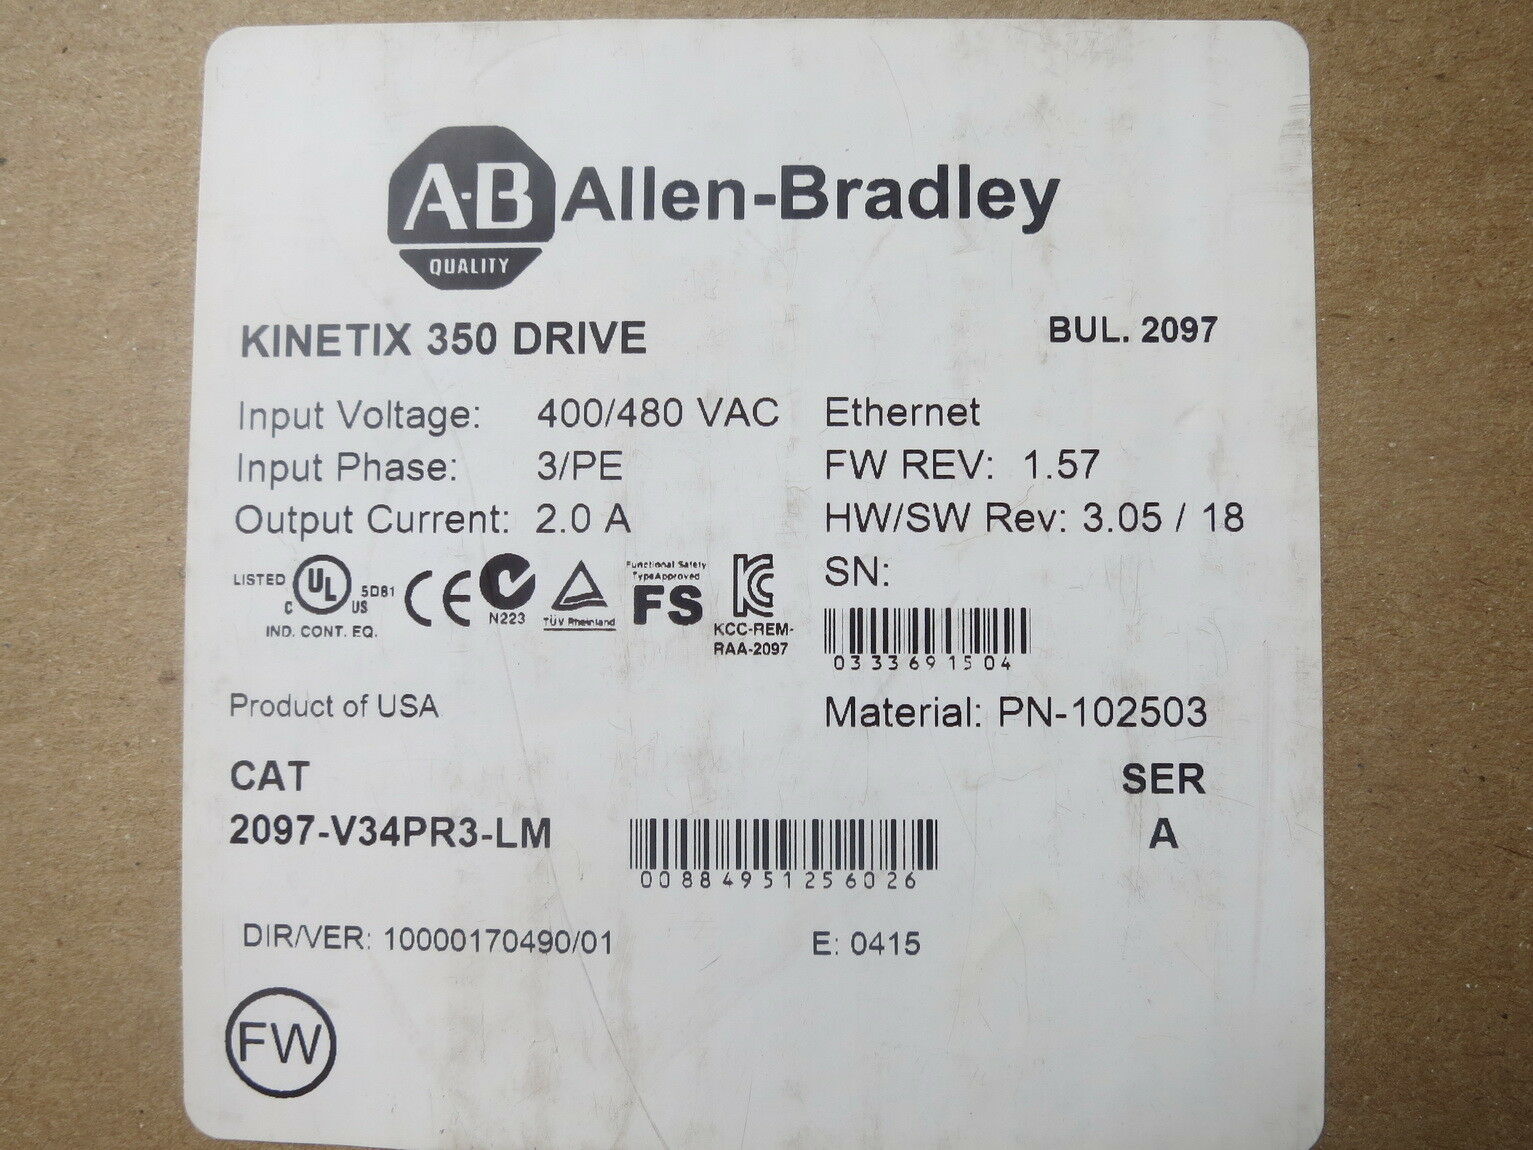 A-B
QUALITY
Allen-Bradley
KINETIX 350 DRIVE
BUL. 2097
Input Voltage: 400/480 VAC
Ethernet
Input Phase: 3/PE
FW REV: 1.57
Output Current: 2.0 A
HW/SW Rev: 3.05 / 18
LISTED
UL
C US
5D81
IND. CONT. EQ.
CE
N223
TÜV Rheinland
Functional Safety
Type Approved
FS
KC
KCC-REM-
RAA-2097
SN:
0333691504
Product of USA
Material: PN-102503
CAT
SER
2097-V34PR3-LM
00884951256026
A
DIR/VER: 10000170490/01
E: 0415
FW